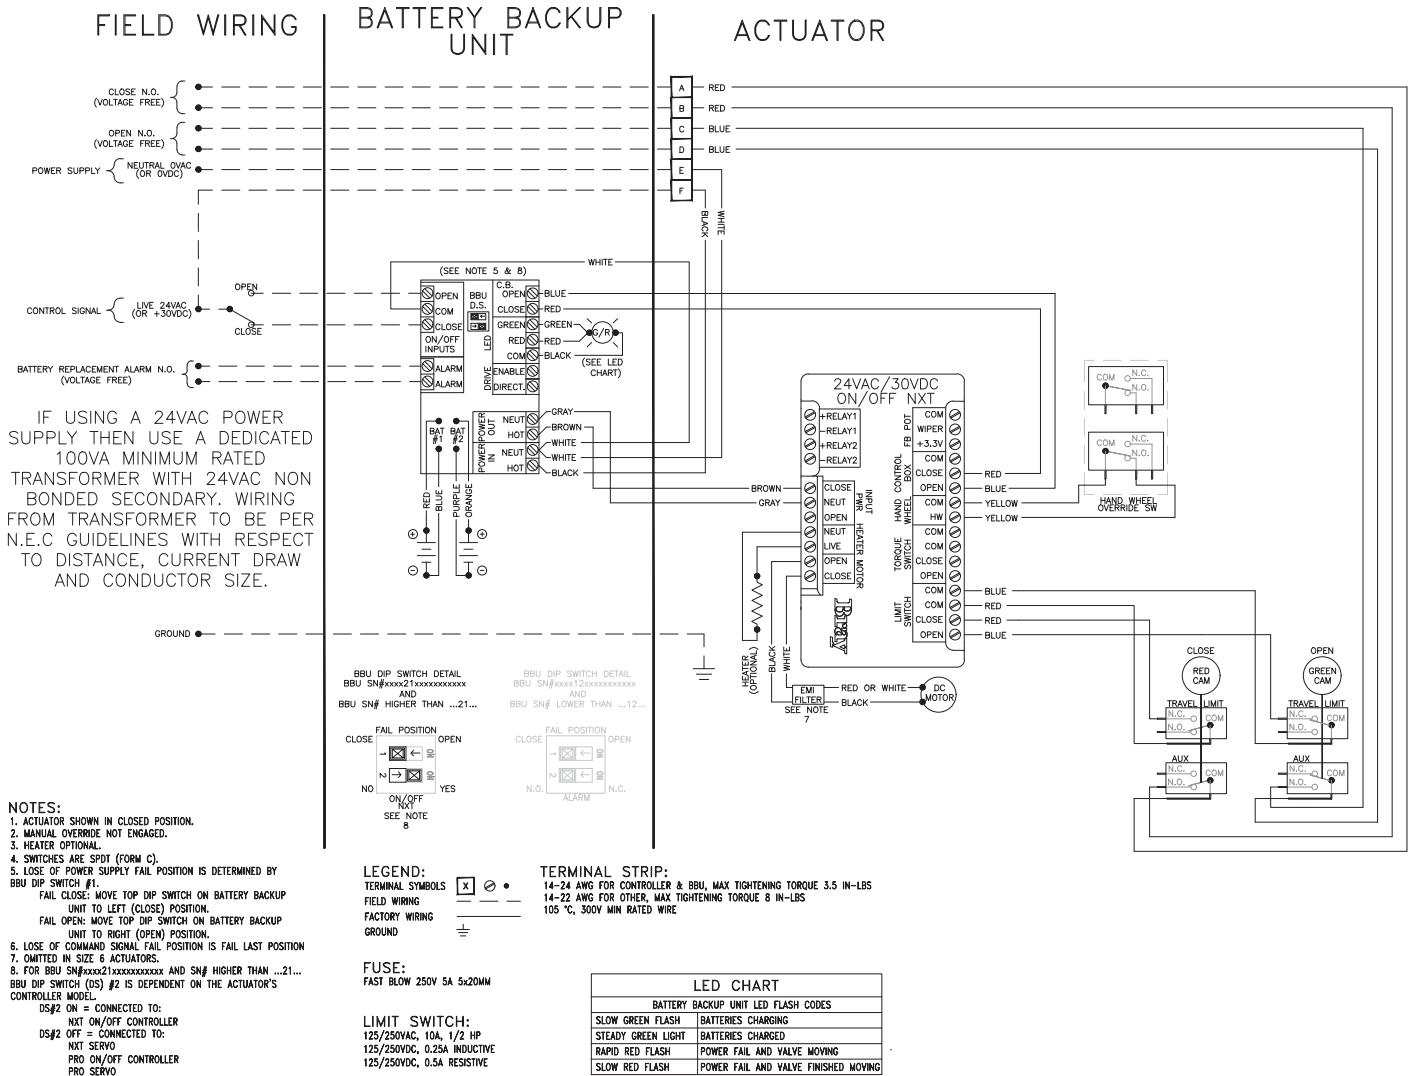 FIELD WIRING
BATTERY BACKUP
UNIT
ACTUATOR
CLOSE N.O.
(VOLTAGE FREE)
OPEN N.O.
(VOLTAGE FREE)
POWER SUPPLY
NEUTRAL 0VAC
(OR 0VDC)
A
B
C
D
E
F
RED
RED
BLUE
BLUE
BLACK
WHITE
CONTROL SIGNAL
LIVE 24VAC
(OR +30VDC)
OPEN
CLOSE
BATTERY REPLACEMENT ALARM N.O.
(VOLTAGE FREE)
IF USING A 24VAC POWER
SUPPLY THEN USE A DEDICATED
100VA MINIMUM RATED
TRANSFORMER WITH 24VAC NON
BONDED SECONDARY. WIRING
FROM TRANSFORMER TO BE PER
N.E.C GUIDELINES WITH RESPECT
TO DISTANCE, CURRENT DRAW
AND CONDUCTOR SIZE.
GROUND
WHITE
(SEE NOTE 5 & 8)
OPEN
COM
CLOSE
ON/OFF
INPUTS
ALARM
ALARM
BBU
D.S.
C.B.
OPEN
CLOSE
LED
GREEN
RED
COM
DRIVE
ENABLE
DIRECT.
BLUE
RED
GREEN
RED
BLACK
G/R
(SEE LED
CHART)
BAT
#1
BAT
#2
POWER
OUT
NEUT
HOT
POWER
IN
NEUT
HOT
GRAY
BROWN
WHITE
WHITE
BLACK
RED
BLUE
PURPLE
ORANGE
24VAC/30VDC
ON/OFF NXT
+RELAY1
-RELAY1
+RELAY2
-RELAY2
FB POT
COM
WIPER
+3.3V
CONTROL
BOX
COM
CLOSE
OPEN
HAND
WHEEL
COM
HW
TORQUE
SWITCH
COM
COM
CLOSE
OPEN
LIMIT
SWITCH
COM
COM
CLOSE
OPEN
BROWN
GRAY
CLOSE
NEUT
OPEN
INPUT
PWR
NEUT
LIVE
HEATER
OPEN
CLOSE
MOTOR
Bray
RED
BLUE
YELLOW
YELLOW
BLUE
RED
RED
BLUE
COM
N.C.
N.O.
COM
N.C.
N.O.
HAND WHEEL
OVERRIDE SW
HEATER
(OPTIONAL)
BLACK
WHITE
EMI
FILTER
SEE NOTE
7
RED OR WHITE
BLACK
DC
MOTOR
CLOSE
RED
CAM
TRAVEL LIMIT
N.C.
N.O.
COM
AUX
N.C.
N.O.
COM
OPEN
GREEN
CAM
TRAVEL LIMIT
N.C.
N.O.
COM
AUX
N.C.
N.O.
COM
BBU DIP SWITCH DETAIL
BBU SN#xxxx21xxxxxxxxxxx
AND
BBU SN# HIGHER THAN ...21...
FAIL POSITION
CLOSE
OPEN
1
ON
2
ON
NO
YES
ON/OFF
NXT
SEE NOTE
8
BBU DIP SWITCH DETAIL
BBU SN#xxxx12xxxxxxxxxxx
AND
BBU SN# LOWER THAN ...12...
FAIL POSITION
CLOSE
OPEN
1
ON
2
ON
N.O.
N.C.
ALARM
NOTES:
1. ACTUATOR SHOWN IN CLOSED POSITION.
2. MANUAL OVERRIDE NOT ENGAGED.
3. HEATER OPTIONAL.
4. SWITCHES ARE SPDT (FORM C).
5. LOSE OF POWER SUPPLY FAIL POSITION IS DETERMINED BY
BBU DIP SWITCH #1.
FAIL CLOSE: MOVE TOP DIP SWITCH ON BATTERY BACKUP
UNIT TO LEFT (CLOSE) POSITION.
FAIL OPEN: MOVE TOP DIP SWITCH ON BATTERY BACKUP
UNIT TO RIGHT (OPEN) POSITION.
6. LOSE OF COMMAND SIGNAL FAIL POSITION IS FAIL LAST POSITION
7. OMITTED IN SIZE 6 ACTUATORS.
8. FOR BBU SN#xxxx21xxxxxxxxxxx AND SN# HIGHER THAN ...21...
BBU DIP SWITCH (DS) #2 IS DEPENDENT ON THE ACTUATOR'S
CONTROLLER MODEL.
DS#2 ON = CONNECTED TO:
NXT ON/OFF CONTROLLER
DS#2 OFF = CONNECTED TO:
NXT SERVO
PRO ON/OFF CONTROLLER
PRO SERVO
LEGEND:
TERMINAL SYMBOLS X
FIELD WIRING
FACTORY WIRING
GROUND
FUSE:
FAST BLOW 250V 5A 5x20MM
LIMIT SWITCH:
125/250VAC, 10A, 1/2 HP
125/250VDC, 0.25A INDUCTIVE
125/250VDC, 0.5A RESISTIVE
TERMINAL STRIP:
14-24 AWG FOR CONTROLLER & BBU, MAX TIGHTENING TORQUE 3.5 IN-LBS
14-22 AWG FOR OTHER, MAX TIGHTENING TORQUE 8 IN-LBS
105 °C, 300V MIN RATED WIRE
LED CHART
BATTERY BACKUP UNIT LED FLASH CODES
SLOW GREEN FLASH BATTERIES CHARGING
STEADY GREEN LIGHT BATTERIES CHARGED
RAPID RED FLASH POWER FAIL AND VALVE MOVING
SLOW RED FLASH POWER FAIL AND VALVE FINISHED MOVING